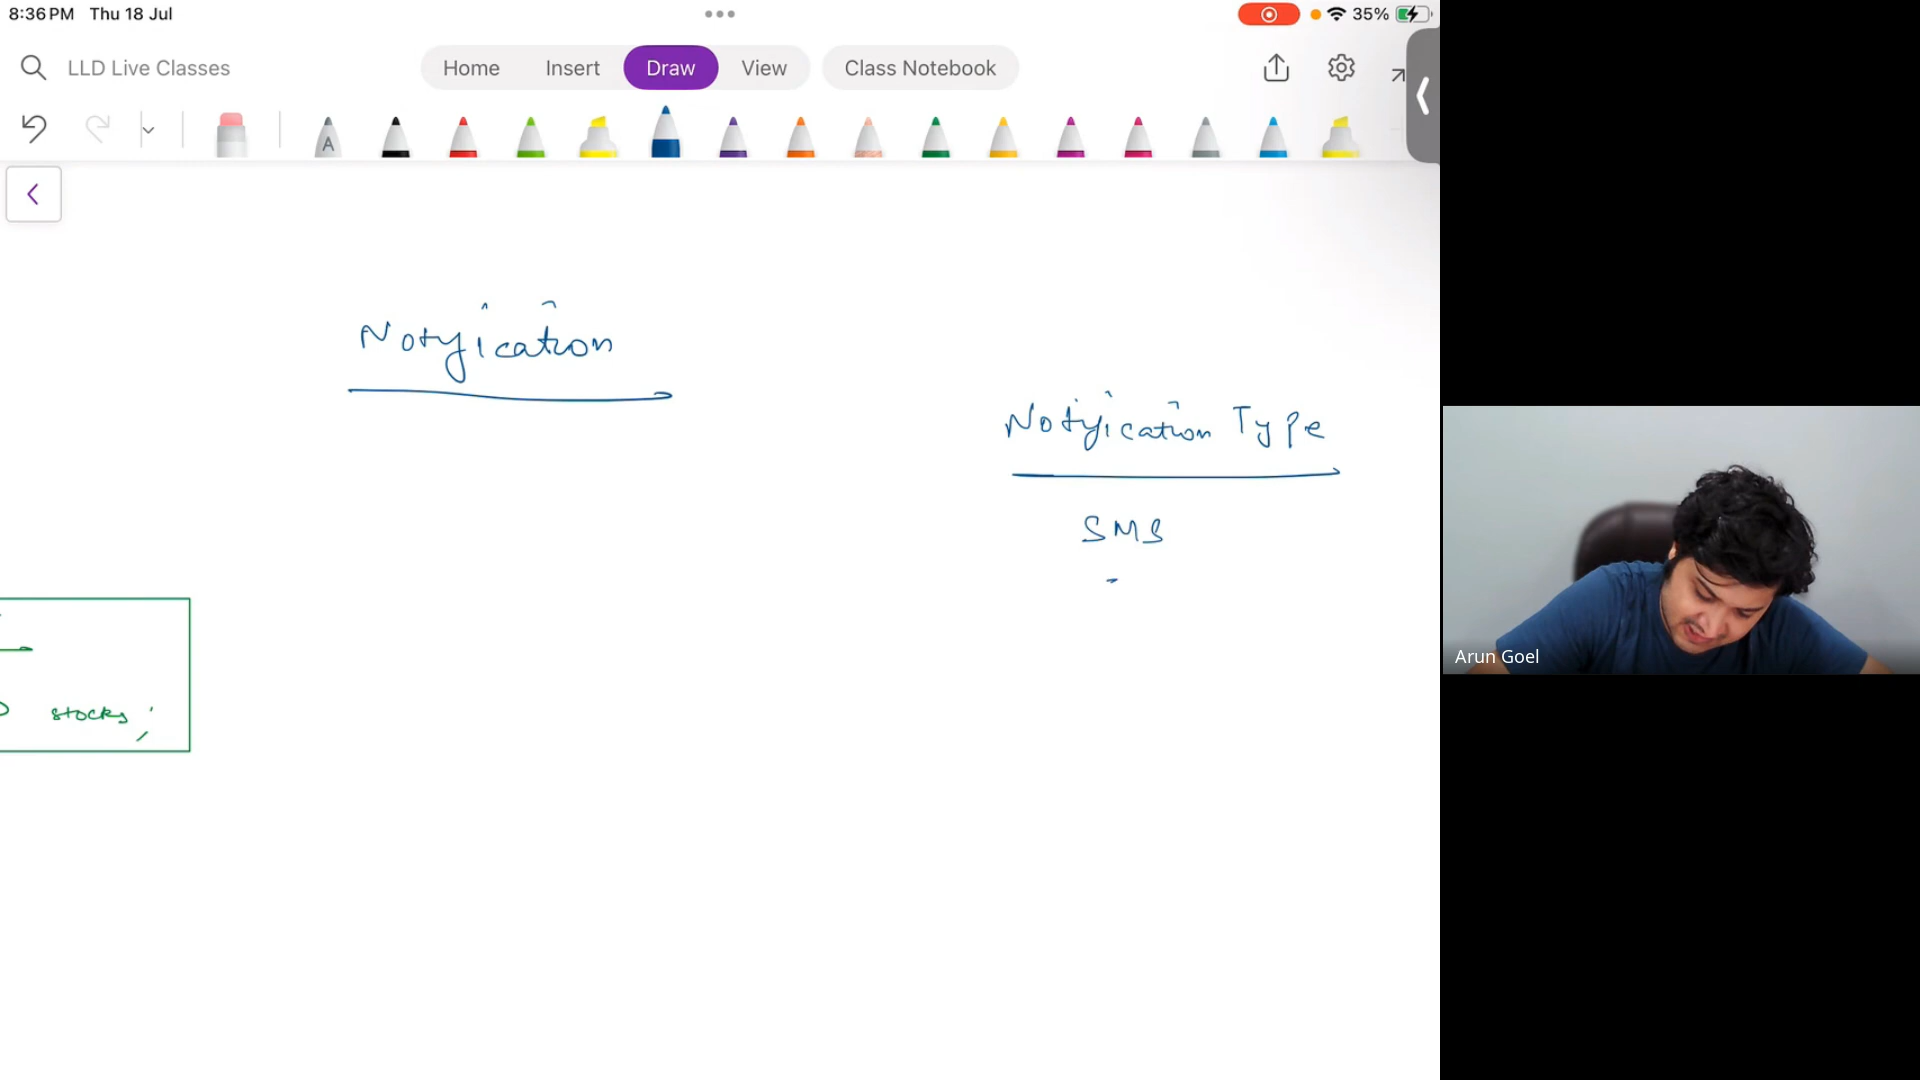 8:36 PM Thu 18 Jul
35%
LLD Live Classes
Home Insert Draw View Class Notebook
A
Notification
Notification Type
SMS
stocks;
Arun Goel